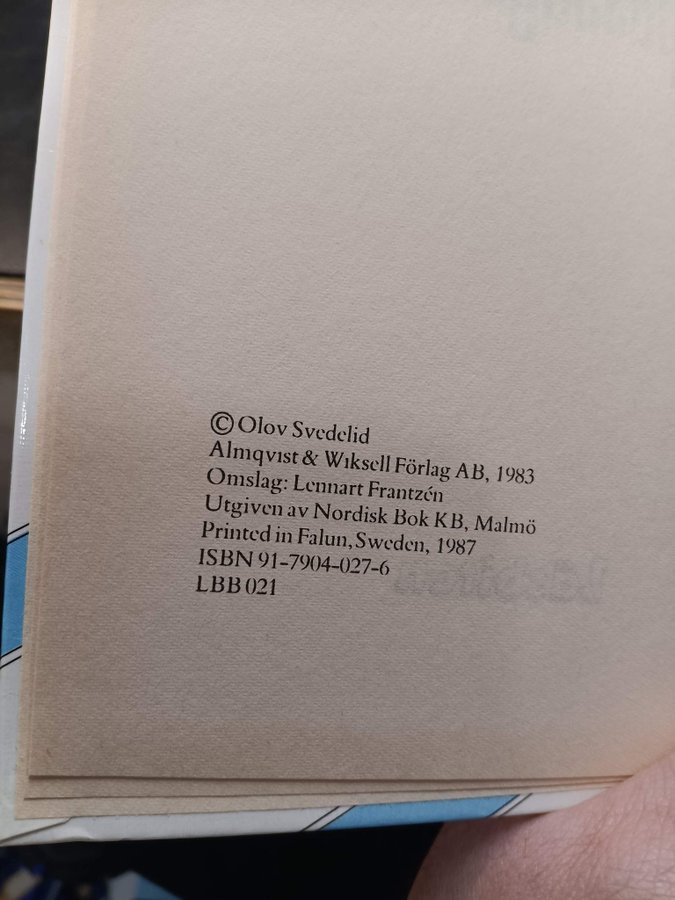 © Olov Svedelid
Almqvist & Wiksell Förlag AB, 1983
Omslag: Lennart Frantzén
Utgiven av Nordisk Bok KB, Malmö
Printed in Falun, Sweden, 1987
ISBN 91-7904-027-6
LBB 021